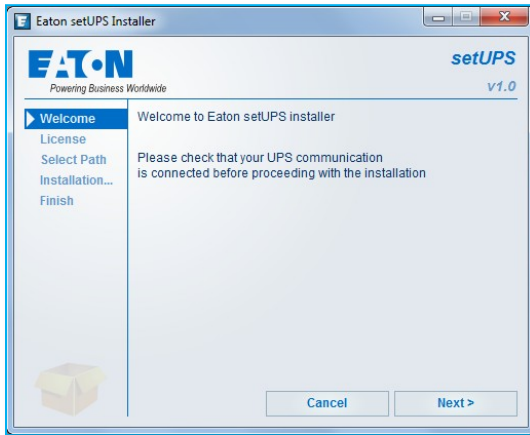 Eaton setUPS Installer
EATON
Powering Business Worldwide
setUPS
v1.0
Welcome
License
Select Path
Installation...
Finish
Welcome to Eaton setUPS installer
Please check that your UPS communication
is connected before proceeding with the installation
Cancel
Next >